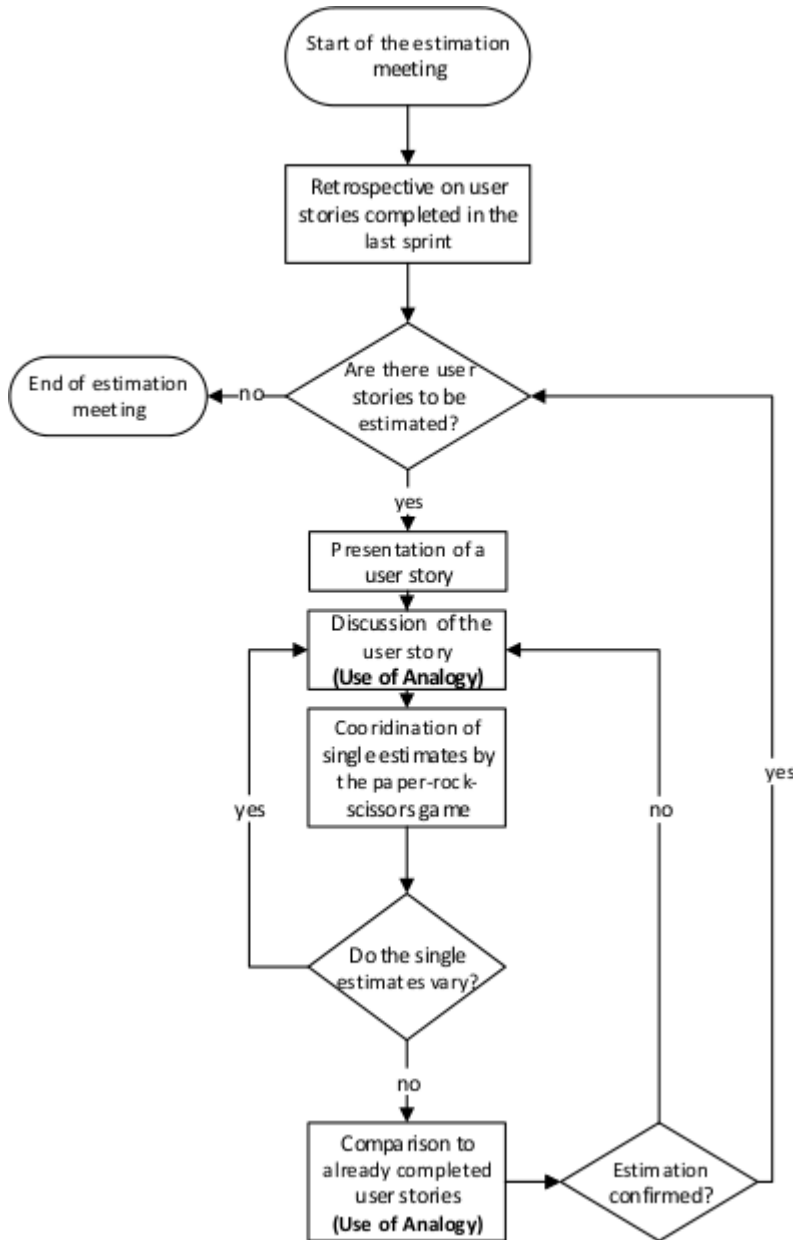 Start of the estimation
meeting
Retrospective on user
stories completed in the
last sprint
Are there user
stories to be
estimated?
no
End of estimation
meeting
yes
Presentation of a
user story
Discussion of the
user story
(Use of Analogy)
Cooridination of
single estimates by
the paper-rock-
scissors game
yes
no
yes
Do the single
estimates vary?
no
Comparison to
already completed
user stories
(Use of Analogy)
Estimation
confirmed?